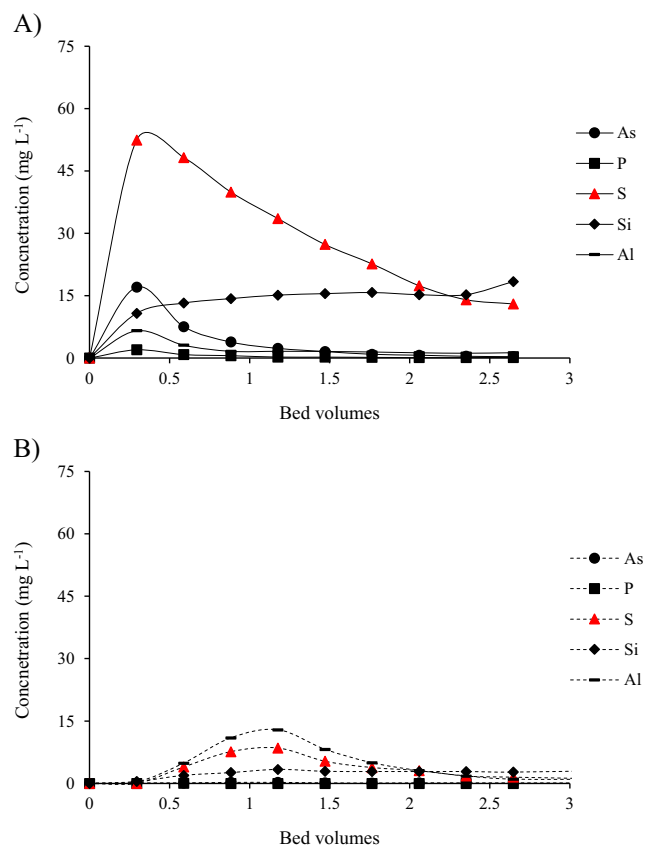 A)
75
60
45
30
15
0
0
0.5
1
1.5
2
2.5
3
Concnetration (mg L-1)
Bed volumes
As
P
S
Si
Al
B)
75
60
45
30
15
0
0
0.5
1
1.5
2
2.5
3
Concnetration (mg L-1)
Bed volumes
As
P
S
Si
Al